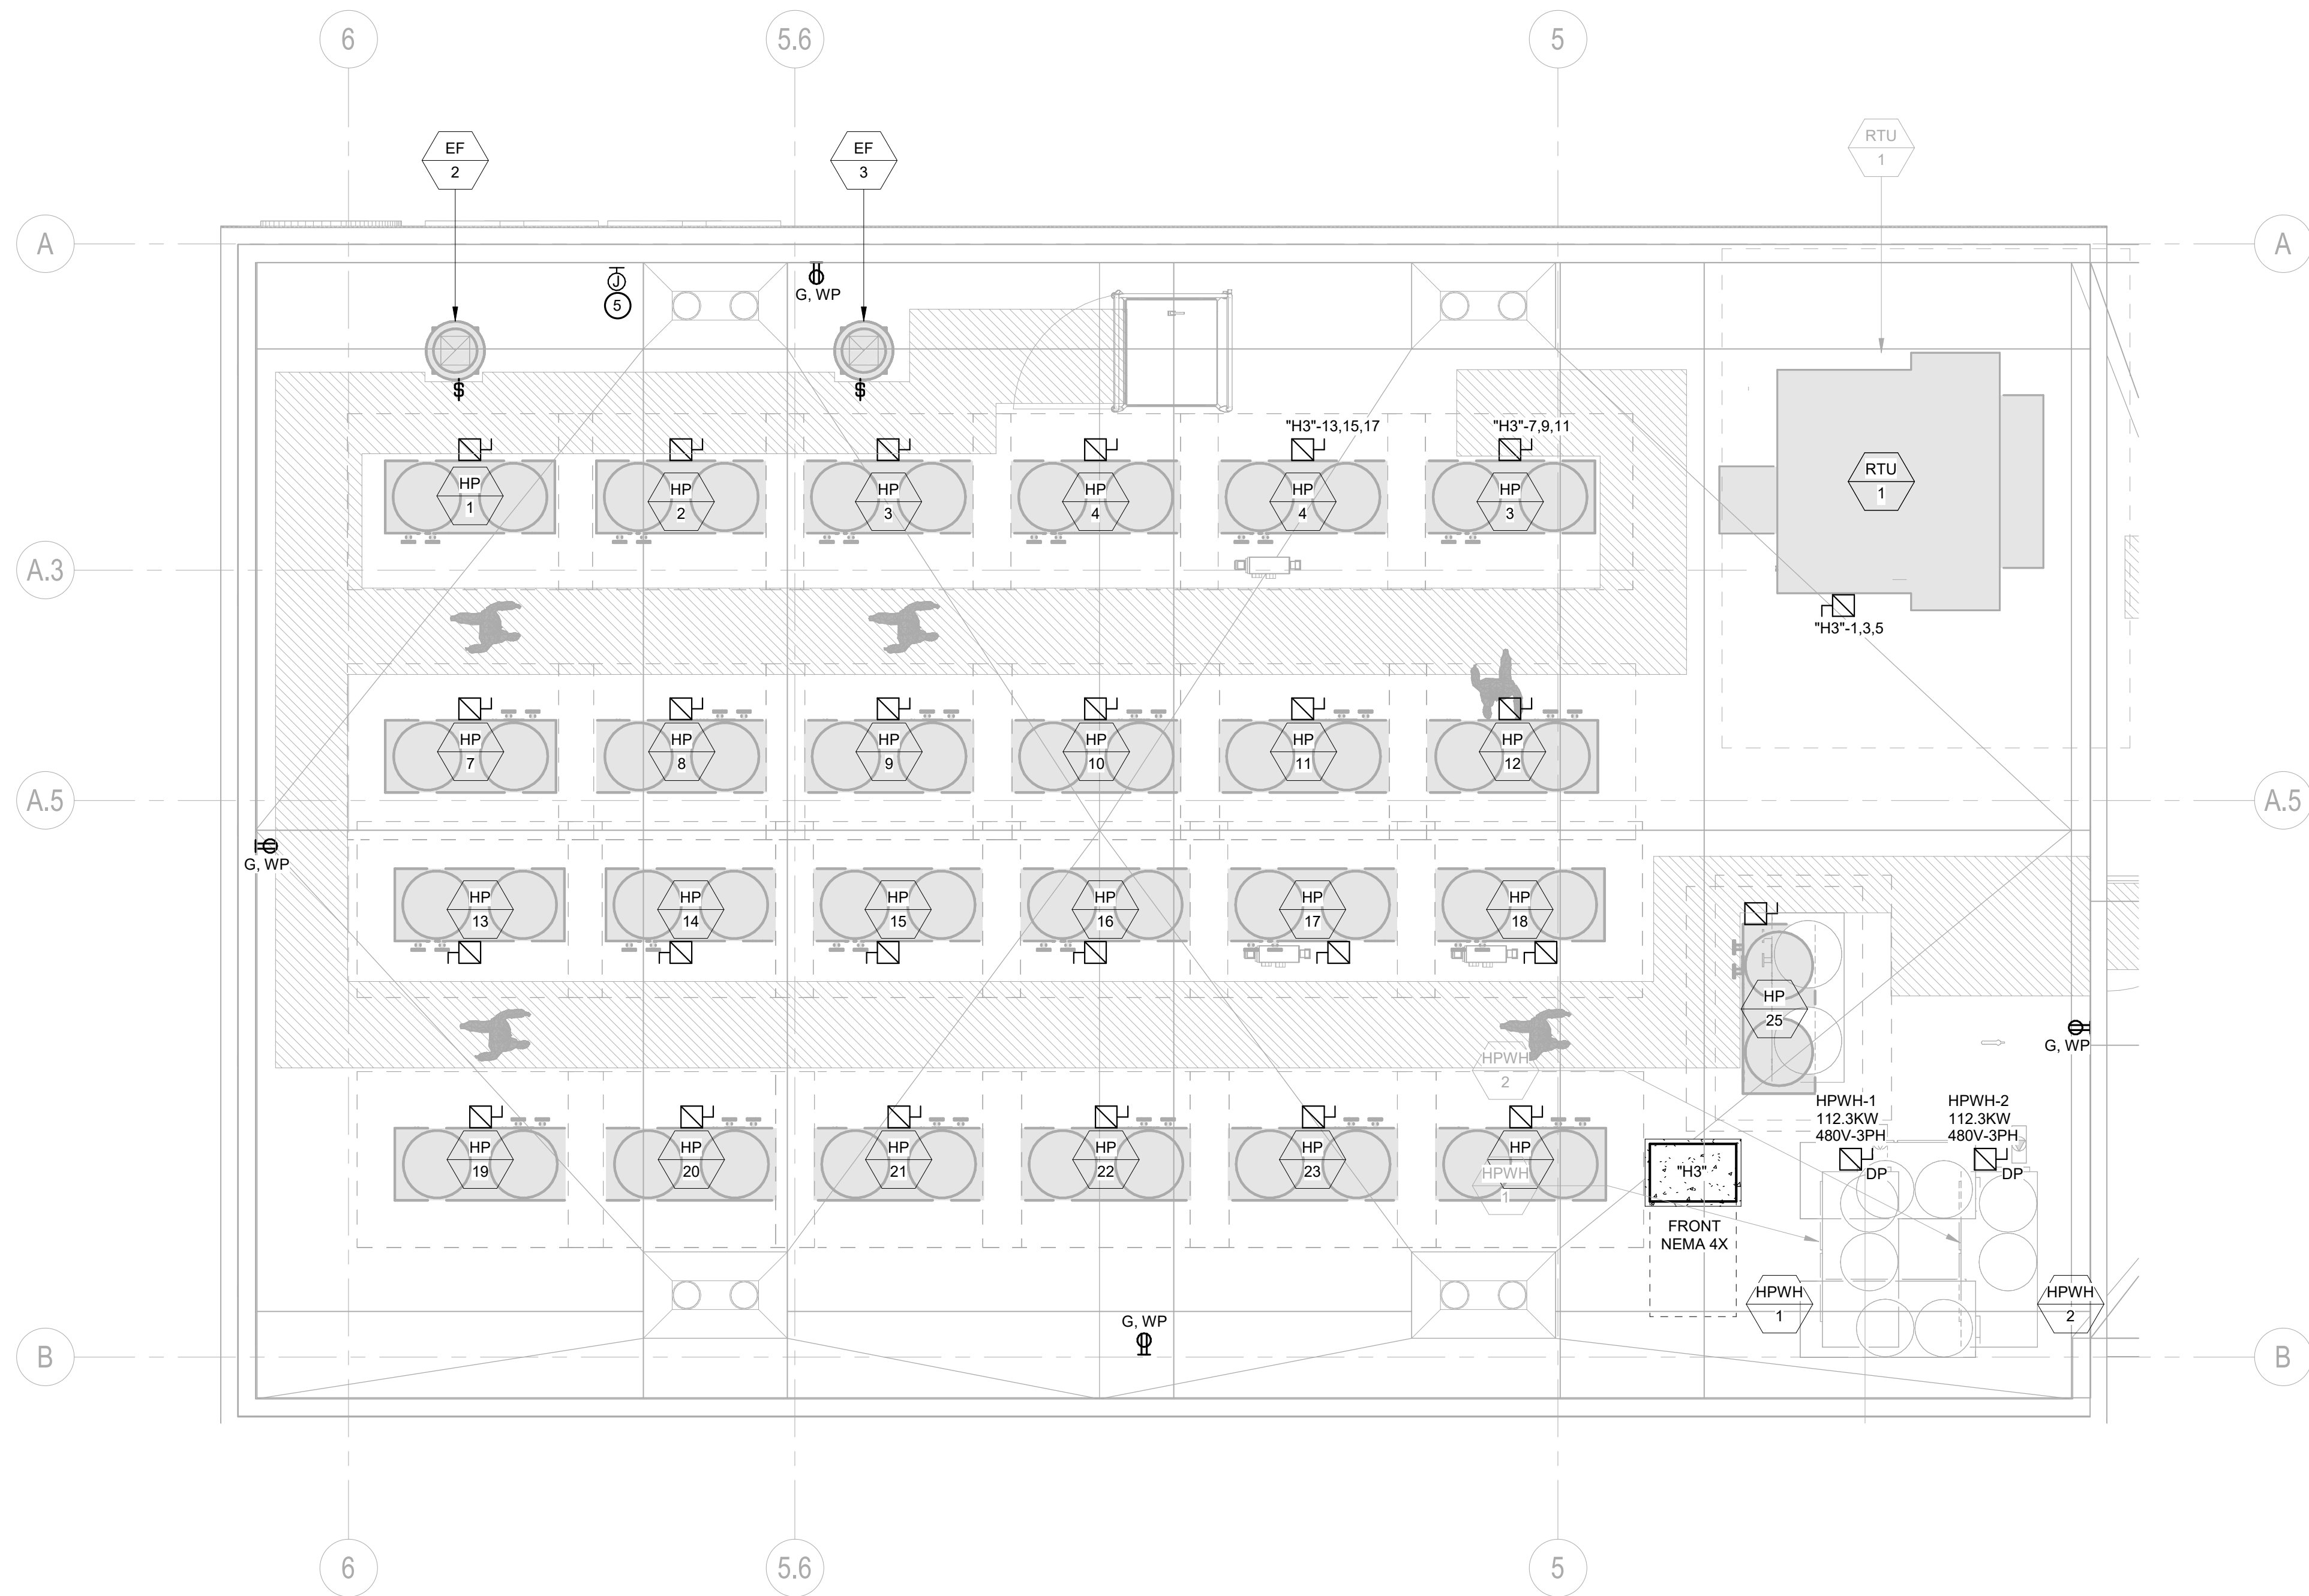 6
5.6
5
EF
2
EF
3
RTU
1
A
A
J
5
G, WP
$
$
"H3"-13,15,17
"H3"-7,9,11
HP
1
HP
2
HP
3
HP
4
HP
4
HP
3
RTU
1
A.3
"H3"-1,3,5
HP
7
HP
8
HP
9
HP
10
HP
11
HP
12
A.5
A.5
G, WP
HP
13
HP
14
HP
15
HP
16
HP
17
HP
18
HP
25
G, WP
HPWH
2
HPWH-1
112.3KW
480V-3PH
HPWH-2
112.3KW
480V-3PH
DP
DP
HP
19
HP
20
HP
21
HP
22
HP
23
HP
HPWH
1
"H3"
FRONT
NEMA 4X
HPWH
1
HPWH
2
G, WP
B
B
6
5.6
5